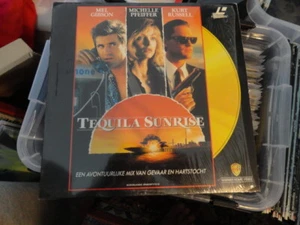 MEL GIBSON
MICHELLE PFEIFFER
KURT RUSSELL
TEQUILA SUNRISE
EEN AVONTUURLIJKE MIX VAN GEVAAR EN HARTSTOCHT